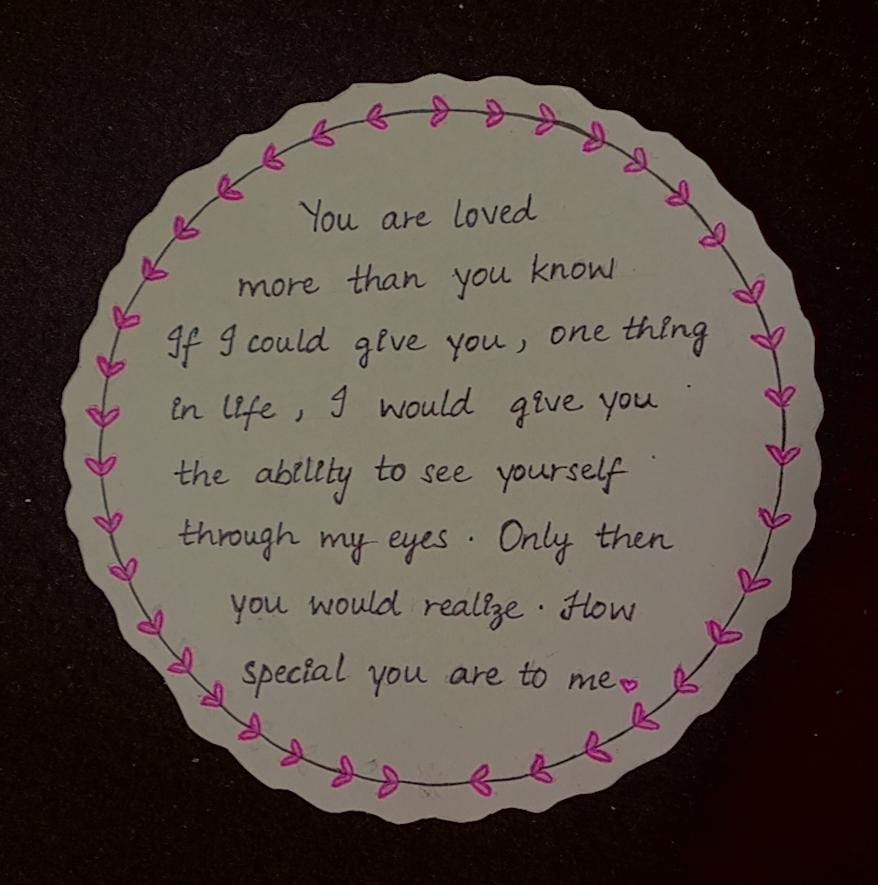 You are loved
more than you know
If I could give you, one thing
in life, I would give you
the ability to see yourself
through my eyes. Only then
you would realize. How
special you are to me